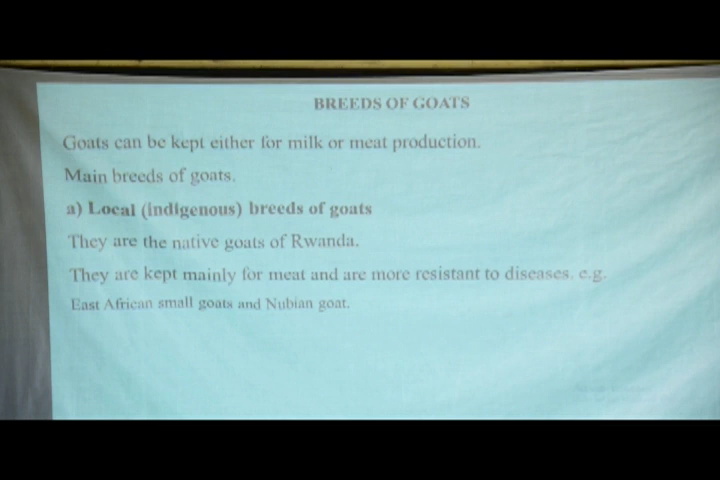 BREEDS OF GOATS
Goats can be kept either for milk or meat production.
Main breeds of goats.
a) Local (indigenous) breeds of goats
They are the native goats of Rwanda.
They are kept mainly for meat and are more resistant to diseases. e.g.
East African small goats and Nubian goat.